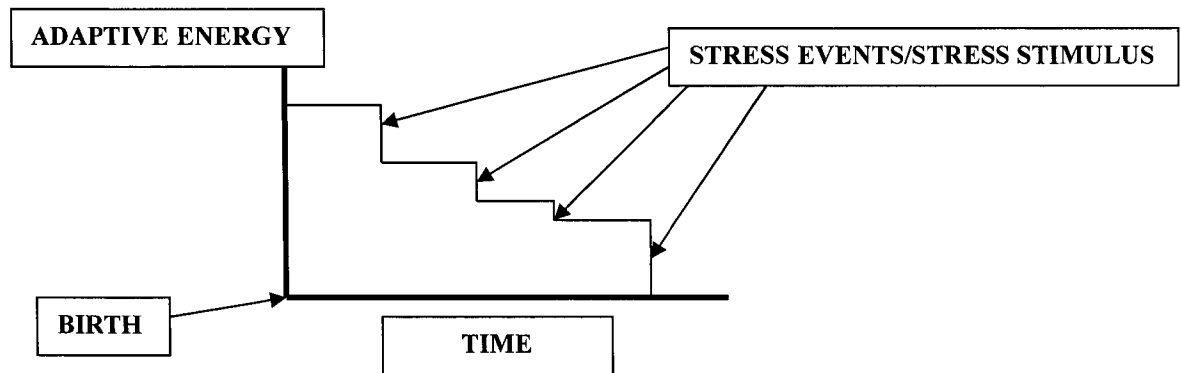 ADAPTIVE ENERGY
STRESS EVENTS/STRESS STIMULUS
BIRTH
TIME